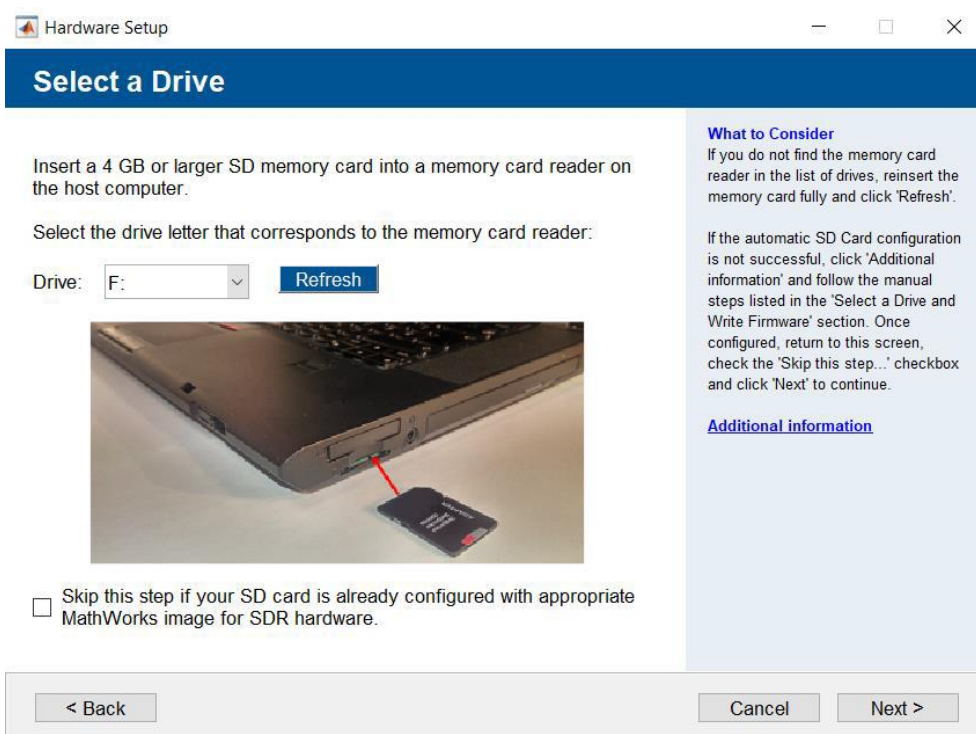 Hardware Setup
Select a Drive
Insert a 4 GB or larger SD memory card into a memory card reader on
the host computer.
Select the drive letter that corresponds to the memory card reader:
Drive: F: Refresh
Skip this step if your SD card is already configured with appropriate
MathWorks image for SDR hardware.
What to Consider
If you do not find the memory card
reader in the list of drives, reinsert the
memory card fully and click 'Refresh'.
If the automatic SD Card configuration
is not successful, click 'Additional
information' and follow the manual
steps listed in the 'Select a Drive and
Write Firmware' section. Once
configured, return to this screen,
check the 'Skip this step...' checkbox
and click 'Next' to continue.
Additional information
< Back Cancel Next >